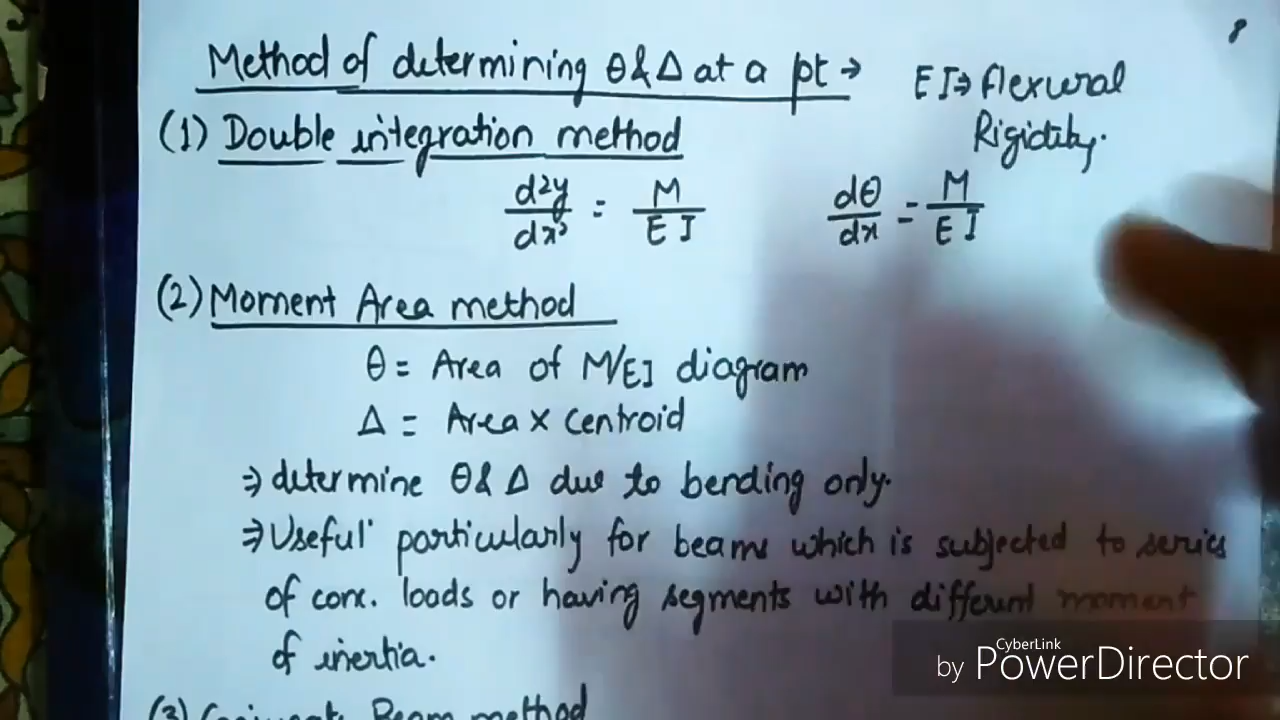 8
Method of determining θ & Δ at a pt →
EI ⇒ flexural
Rigidity.
(1) Double integration method
d²y/dx² = M/EI    dθ/dx = M/EI
(2) Moment Area method
θ = Area of M/EI diagram
Δ = Area x centroid
⇒ determine θ & Δ due to bending only.
⇒ Useful particularly for beams which is subjected to series
of conc. loads or having segments with different moment
of inertia.
(3) Conjugate Beam method
CyberLink
by PowerDirector